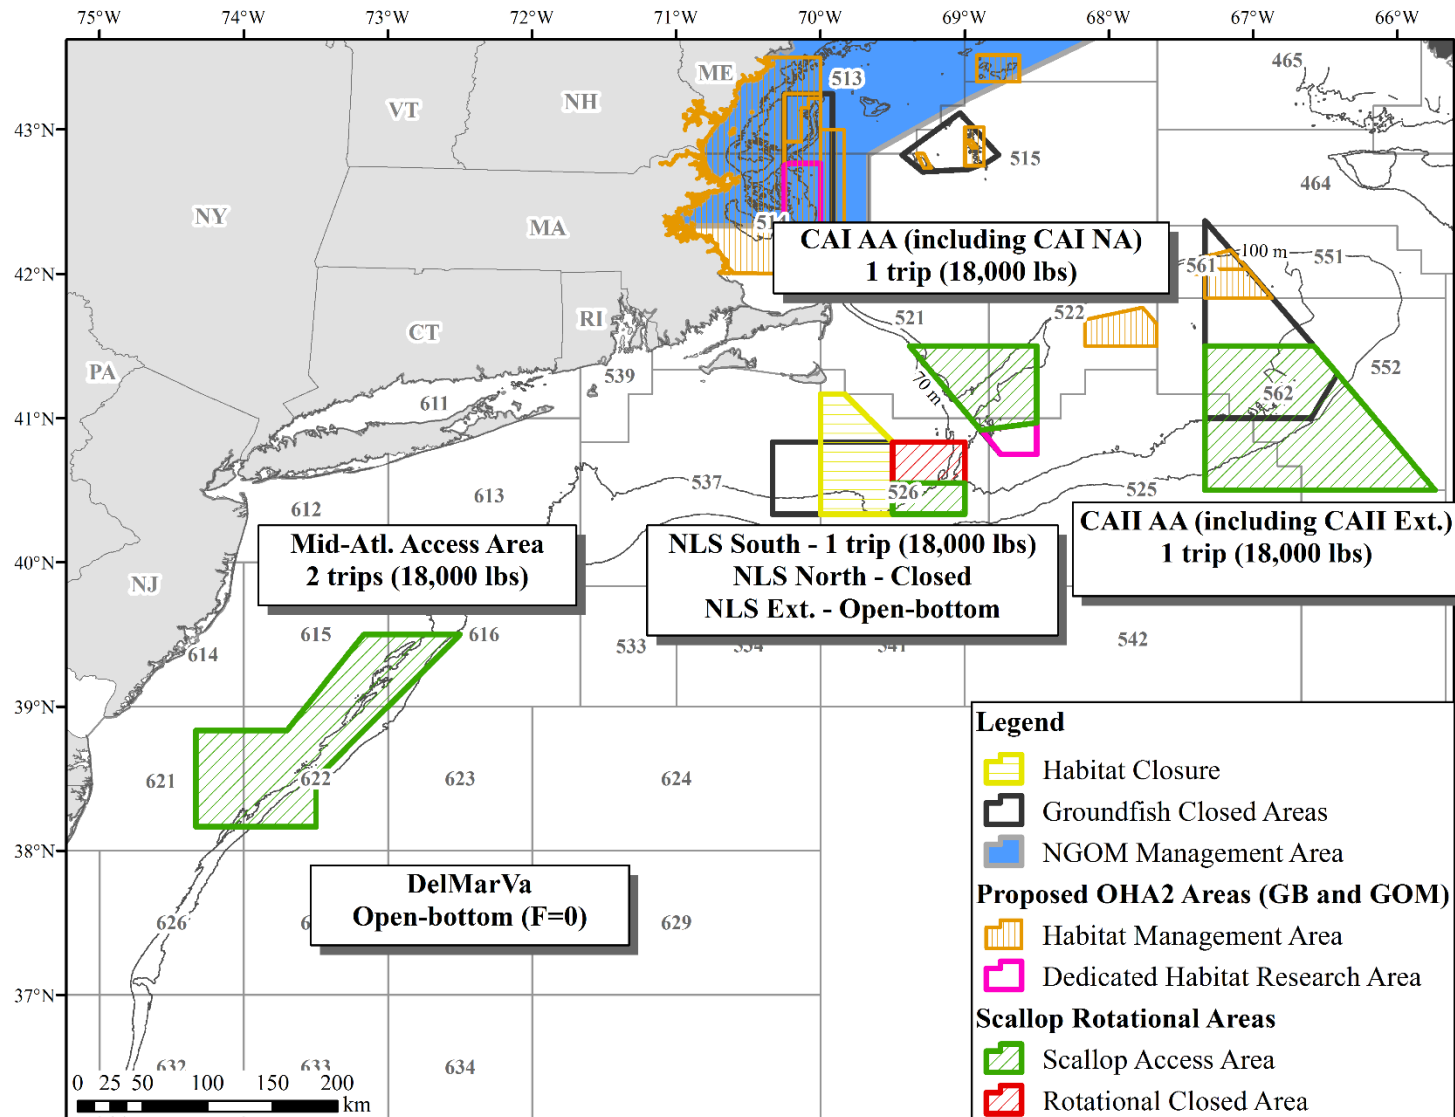 75°W 74°W 73°W 72°W 71°W 70°W 69°W 68°W 67°W 66°W
ME
513
465
VT
NH
43°N
515
464
NY
MA
514
CAI AA (including CAI NA)
1 trip (18,000 lbs)
100 m
551
561
42°N
CT
RI
521
522
PA
539
552
70 m
562
611
41°N
537
526
525
613
612
Mid-Atl. Access Area
2 trips (18,000 lbs)
NLS South - 1 trip (18,000 lbs)
NLS North - Closed
NLS Ext. - Open-bottom
CAII AA (including CAII Ext.)
1 trip (18,000 lbs)
40°N
NJ
614
615
616
533
534
541
542
39°N
621
622
623
624
38°N
DelMarVa
Open-bottom (F=0)
626
629
37°N
632
633
634
0 25 50 100 150 200
km
Legend
Habitat Closure
Groundfish Closed Areas
NGOM Management Area
Proposed OHA2 Areas (GB and GOM)
Habitat Management Area
Dedicated Habitat Research Area
Scallop Rotational Areas
Scallop Access Area
Rotational Closed Area